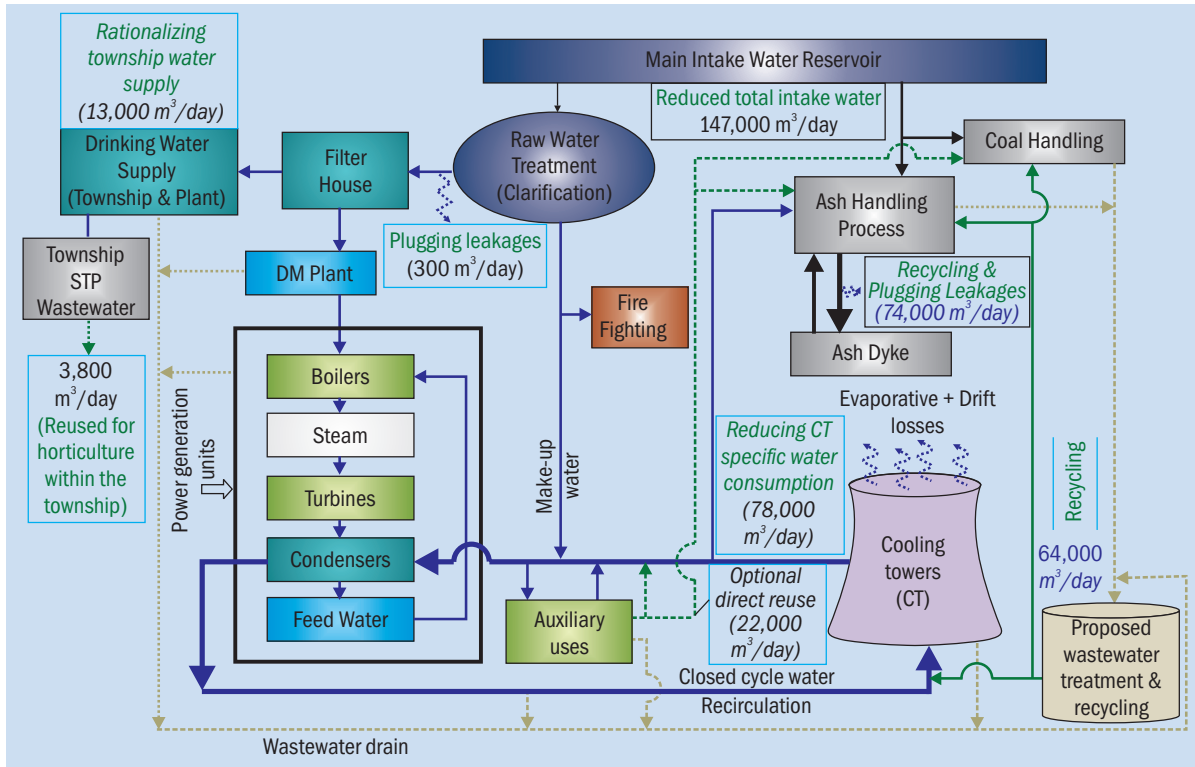 Rationalizing
township water
supply
(13,000 m³/day)
Main Intake Water Reservoir
Reduced total intake water
147,000 m³/day
Drinking Water
Supply
(Township & Plant)
Filter
House
Raw Water
Treatment
(Clarification)
Coal Handling
Ash Handling
Process
Plugging leakages
(300 m³/day)
Township
STP
Wastewater
DM Plant
Recycling &
Plugging Leakages
(74,000 m³/day)
Fire
Fighting
Ash Dyke
3,800
m³/day
(Reused for
horticulture
within the
township)
Power generation
units
Boilers
Steam
Turbines
Condensers
Feed Water
Make-up
water
Evaporative + Drift
losses
Reducing CT
specific water
consumption
(78,000
m³/day)
Cooling
towers
(CT)
Recycling
64,000
m³/day
Optional
direct reuse
(22,000
m³/day)
Auxiliary
uses
Proposed
wastewater
treatment &
recycling
Closed cycle water
Recirculation
Wastewater drain